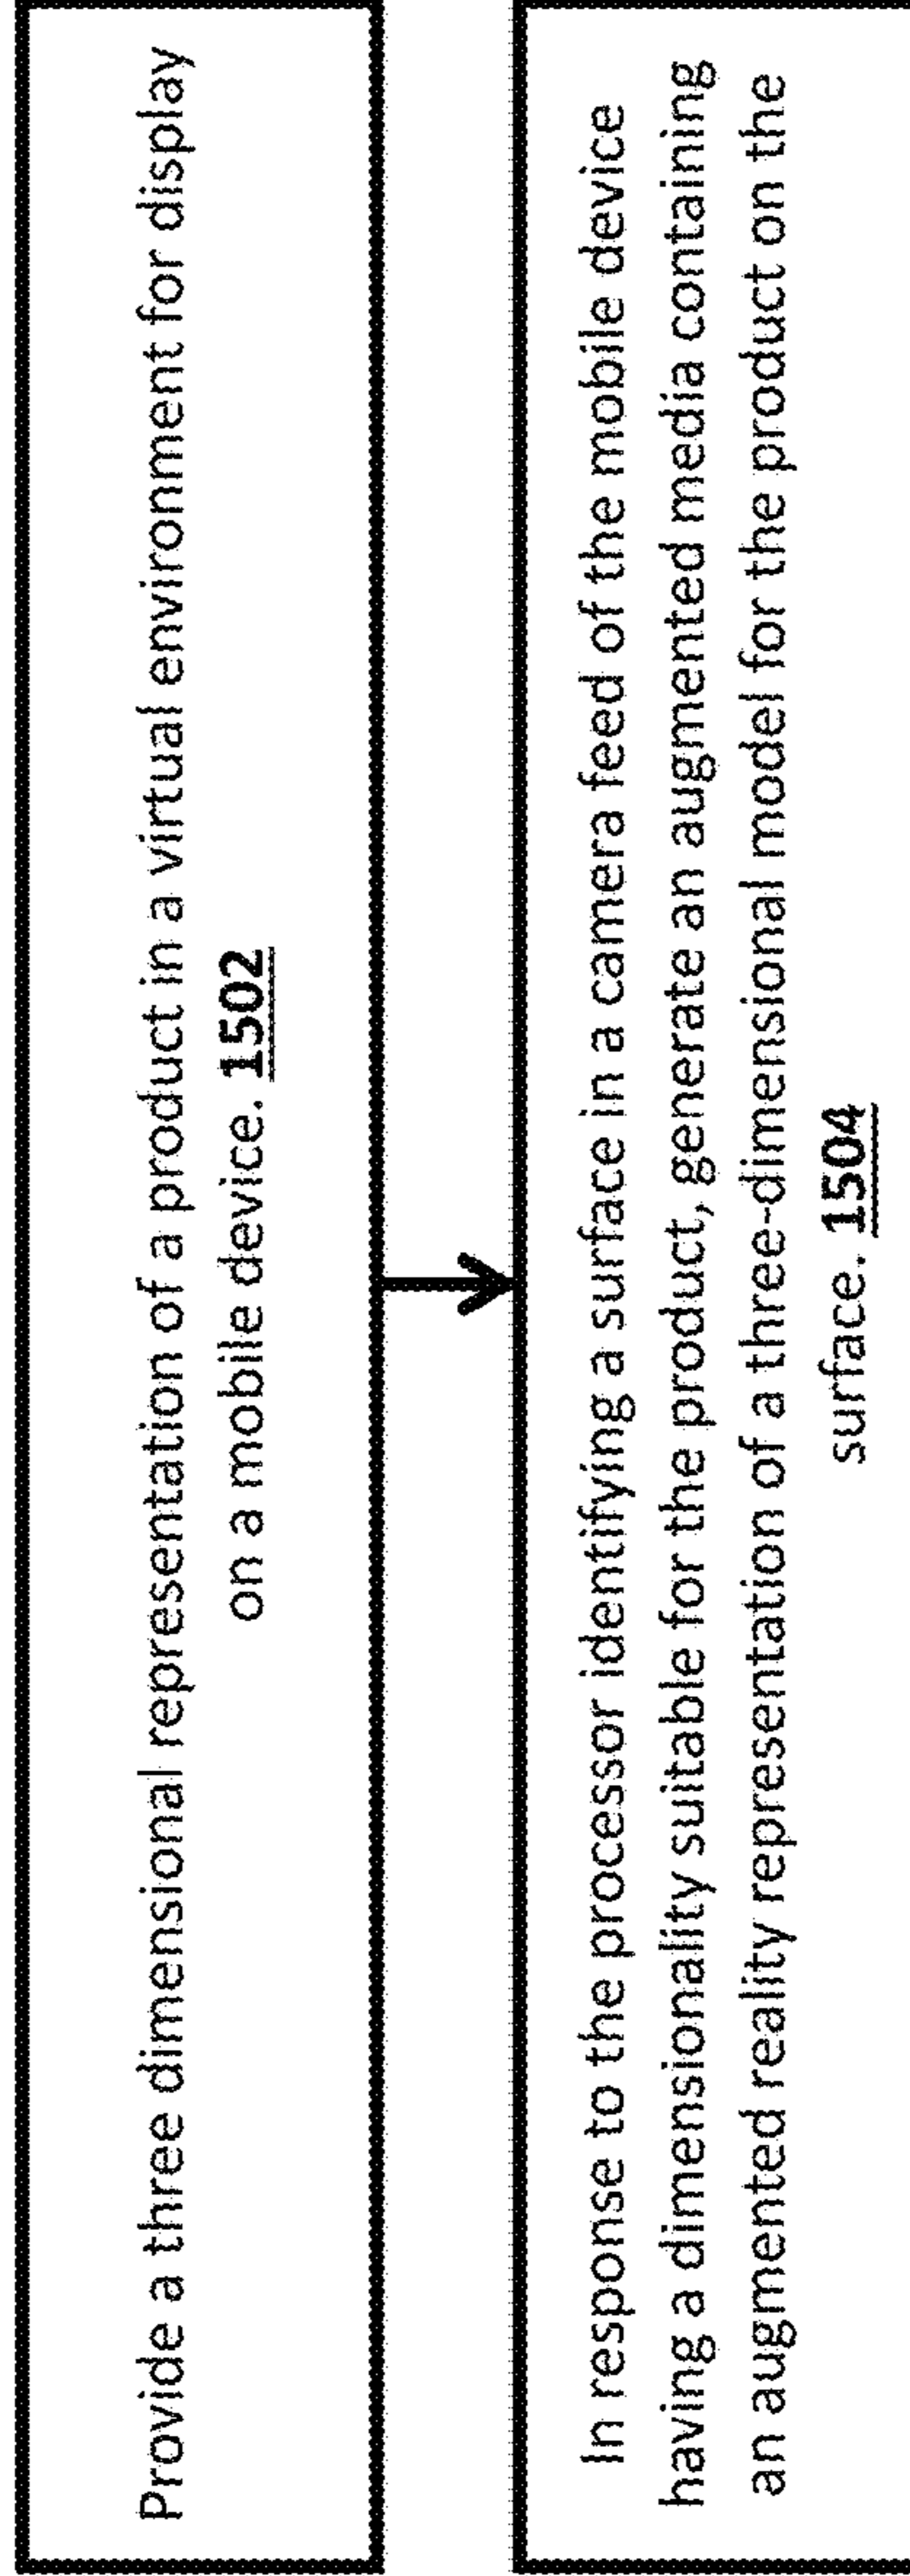 Provide a three dimensional representation of a product in a virtual environment for display
on a mobile device. 1502
In response to the processor identifying a surface in a camera feed of the mobile device
having a dimensionality suitable for the product, generate an augmented media containing
an augmented reality representation of a three-dimensional model for the product on the
surface. 1504